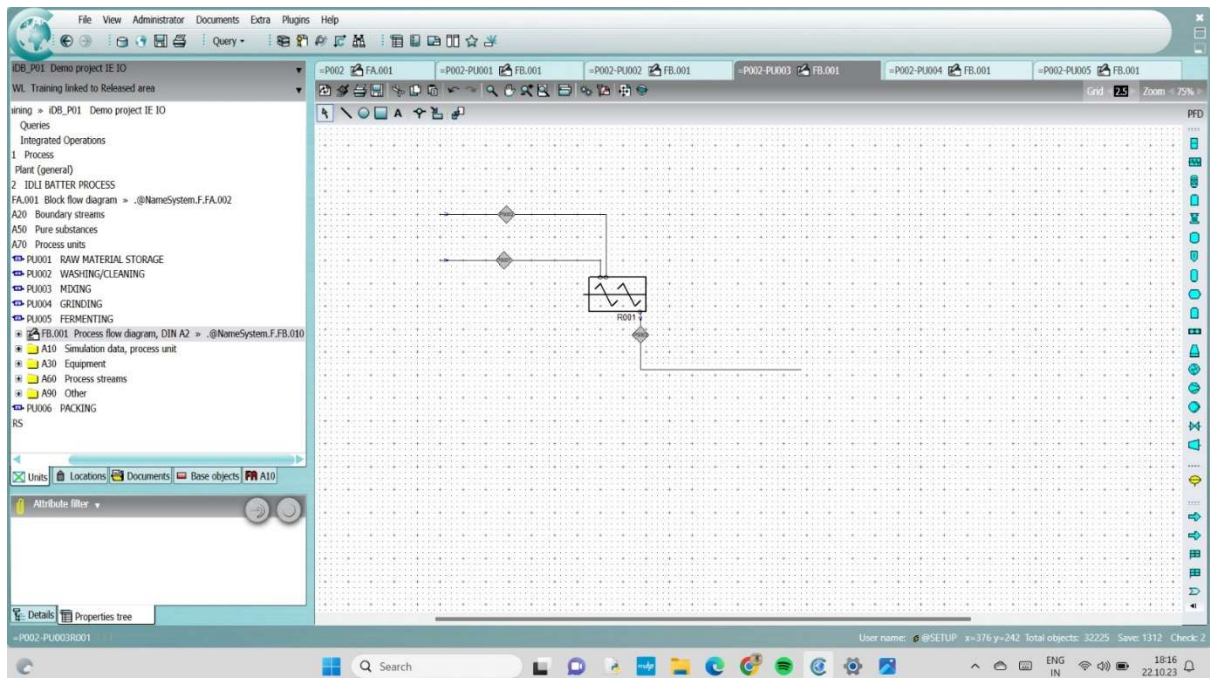 File View Administrator Documents Extra Plugins Help
Query
iDB_P01 Demo project IE IO
WL Training linked to Released area
ining » iDB_P01 Demo project IE IO
Queries
Integrated Operations
1 Process
Plant (general)
2 IDLI BATTER PROCESS
FA.001 Block flow diagram » .@NameSystem.F.FA.002
A20 Boundary streams
A50 Pure substances
A70 Process units
PU001 RAW MATERIAL STORAGE
PU002 WASHING/CLEANING
PU003 MIXING
PU004 GRINDING
PU005 FERMENTING
FB.001 Process flow diagram, DIN A2 » .@NameSystem.F.FB.010
A10 Simulation data, process unit
A30 Equipment
A60 Process streams
A90 Other
PU006 PACKING
RS
Units Locations Documents Base objects FA A10
Attribute filter
Details Properties tree
=P002 FA.001 =P002-PU001 FB.001 =P002-PU002 FB.001 =P002-PU003 FB.001 =P002-PU004 FB.001 =P002-PU005 FB.001
Grid 2.5 Zoom 75%
A
PFD
R001
=P002-PU003R001
User name: @SETUP x=376 y=242 Total objects: 32225 Save: 1312 Check: 2
Search
ENG
IN
18:16
22.10.23